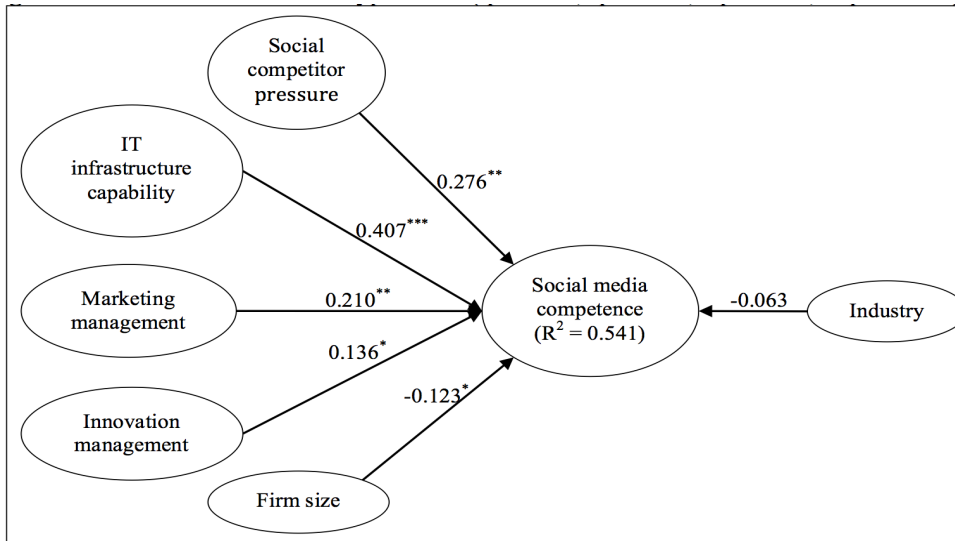 Social
competitor
pressure
IT
infrastructure
capability
0.276**
0.407***
Marketing
management
0.210**
Social media
competence
(R² = 0.541)
-0.063
Industry
0.136*
-0.123*
Innovation
management
Firm size